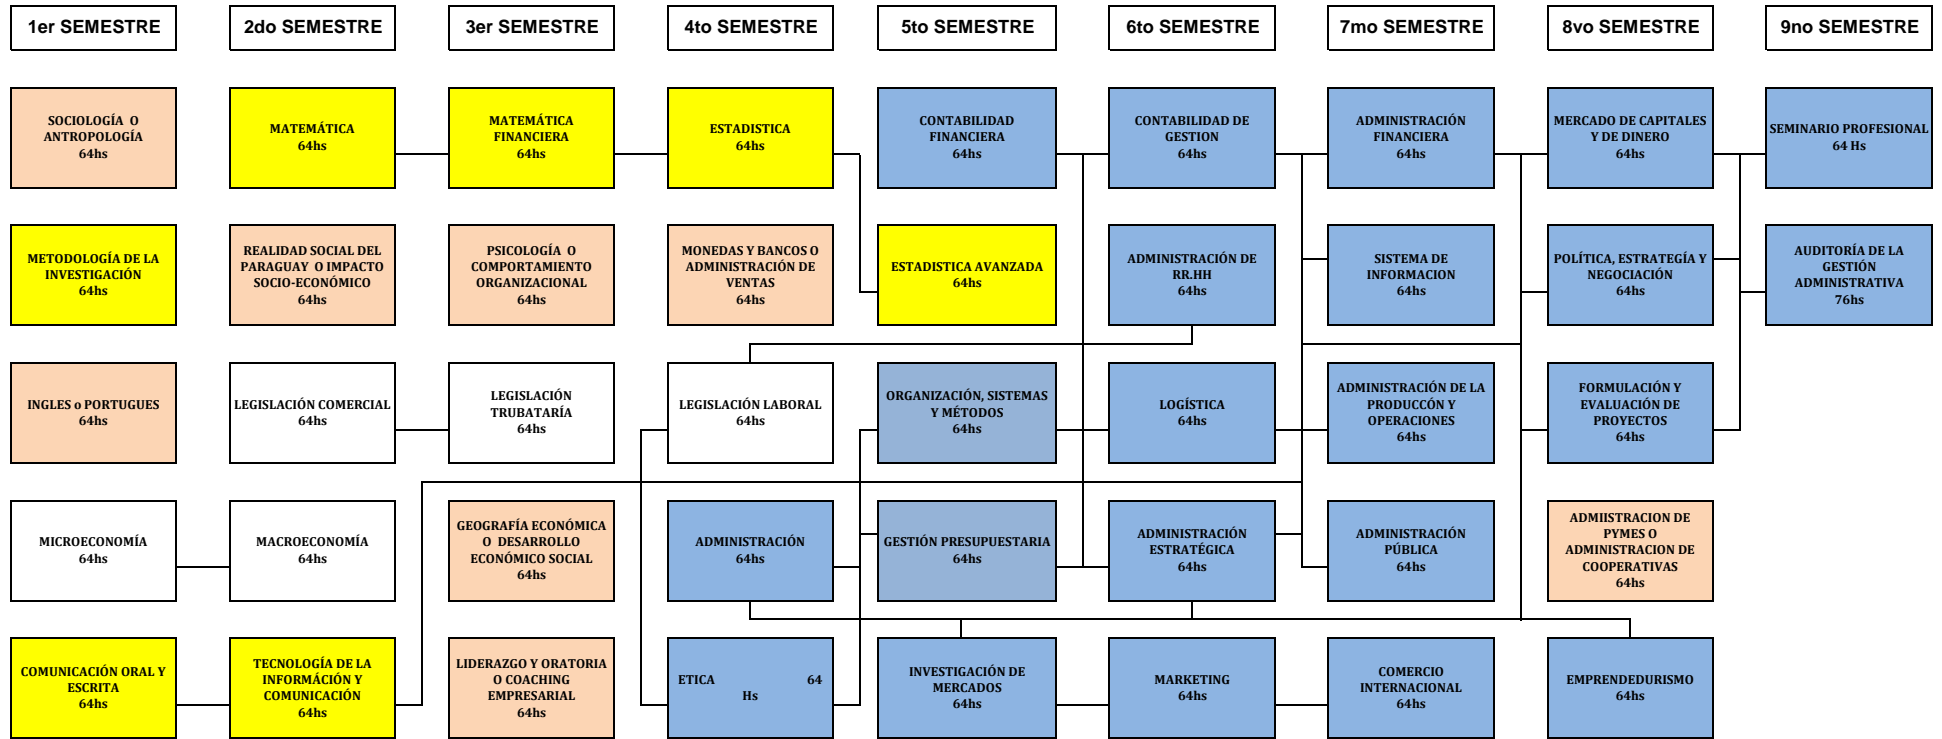 1er SEMESTRE
2do SEMESTRE
3er SEMESTRE
4to SEMESTRE
5to SEMESTRE
6to SEMESTRE
7mo SEMESTRE
8vo SEMESTRE
9no SEMESTRE
SOCIOLOGÍA O
ANTROPOLOGÍA
64hs
MATEMÁTICA
64hs
MATEMÁTICA
FINANCIERA
64hs
ESTADISTICA
64hs
CONTABILIDAD
FINANCIERA
64hs
CONTABILIDAD DE
GESTION
64hs
ADMINISTRACIÓN
FINANCIERA
64hs
MERCADO DE CAPITALES
Y DE DINERO
64hs
SEMINARIO PROFESIONAL
64 Hs
METODOLOGÍA DE LA
INVESTIGACIÓN
64hs
REALIDAD SOCIAL DEL
PARAGUAY O IMPACTO
SOCIO-ECONÓMICO
64hs
PSICOLOGÍA O
COMPORTAMIENTO
ORGANIZACIONAL
64hs
MONEDAS Y BANCOS O
ADMINISTRACIÓN DE
VENTAS
64hs
ESTADISTICA AVANZADA
64hs
ADMINISTRACIÓN DE
RR.HH
64hs
SISTEMA DE
INFORMACION
64hs
POLÍTICA, ESTRATEGÍA Y
NEGOCIACIÓN
64hs
AUDITORÍA DE LA
GESTIÓN
ADMINISTRATIVA
76hs
INGLES o PORTUGUES
64hs
LEGISLACIÓN COMERCIAL
64hs
LEGISLACIÓN
TRUBATARÍA
64hs
LEGISLACIÓN LABORAL
64hs
ORGANIZACIÓN, SISTEMAS
Y MÉTODOS
64hs
LOGÍSTICA
64hs
ADMINISTRACIÓN DE LA
PRODUCCÓN Y
OPERACIONES
64hs
FORMULACIÓN Y
EVALUACIÓN DE
PROYECTOS
64hs
MICROECONOMÍA
64hs
MACROECONOMÍA
64hs
GEOGRAFÍA ECONÓMICA
O DESARROLLO
ECONÓMICO SOCIAL
64hs
ADMINISTRACIÓN
64hs
GESTIÓN PRESUPUESTARIA
64hs
ADMINISTRACIÓN
ESTRATÉGICA
64hs
ADMINISTRACIÓN
PÚBLICA
64hs
ADMIISTRACION DE
PYMES O
ADMINISTRACION DE
COOPERATIVAS
64hs
COMUNICACIÓN ORAL Y
ESCRITA
64hs
TECNOLOGÍA DE LA
INFORMÁCIÓN Y
COMUNICACIÓN
64hs
LIDERAZGO Y ORATORIA
O COACHING
EMPRESARIAL
64hs
ETICA 64
Hs
INVESTIGACIÓN DE
MERCADOS
64hs
MARKETING
64hs
COMERCIO
INTERNACIONAL
64hs
EMPRENDEDURISMO
64hs